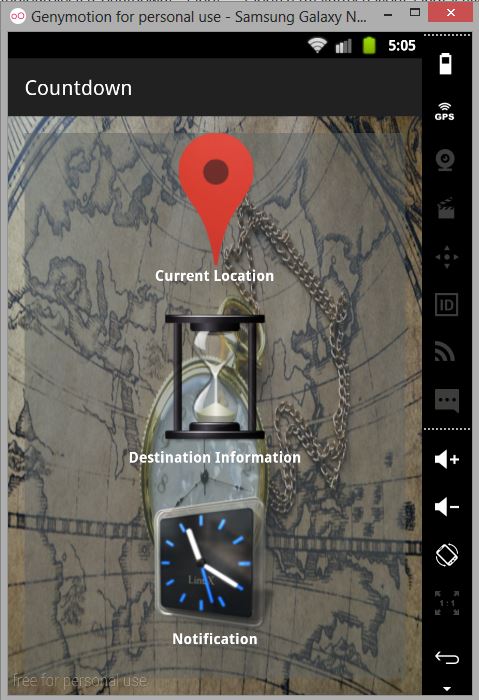 Genymotion for personal use - Samsung Galaxy N...
5:05
GPS
Countdown
Current Location
ID
Destination Information
LinuX
Notification
1:1
free for personal use